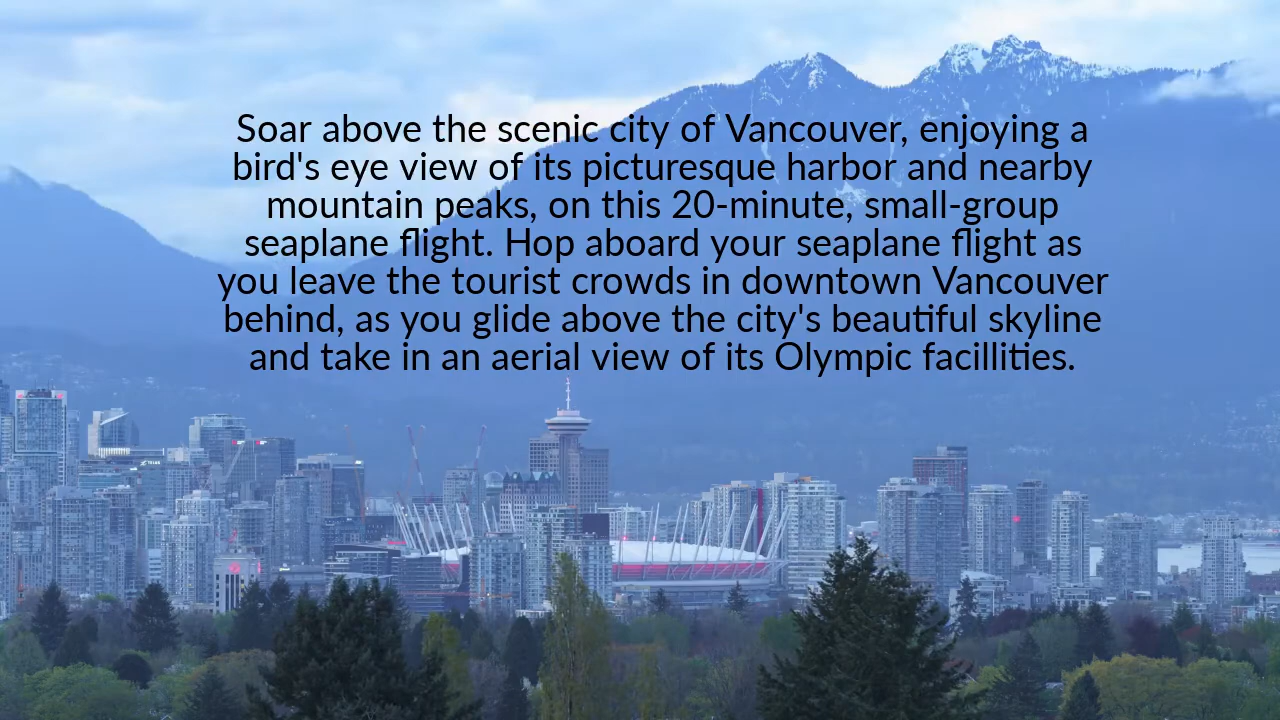 Soar above the scenic city of Vancouver, enjoying a
bird's eye view of its picturesque harbor and nearby
mountain peaks, on this 20-minute, small-group
seaplane flight. Hop aboard your seaplane flight as
you leave the tourist crowds in downtown Vancouver
behind, as you glide above the city's beautiful skyline
and take in an aerial view of its Olympic facillities.